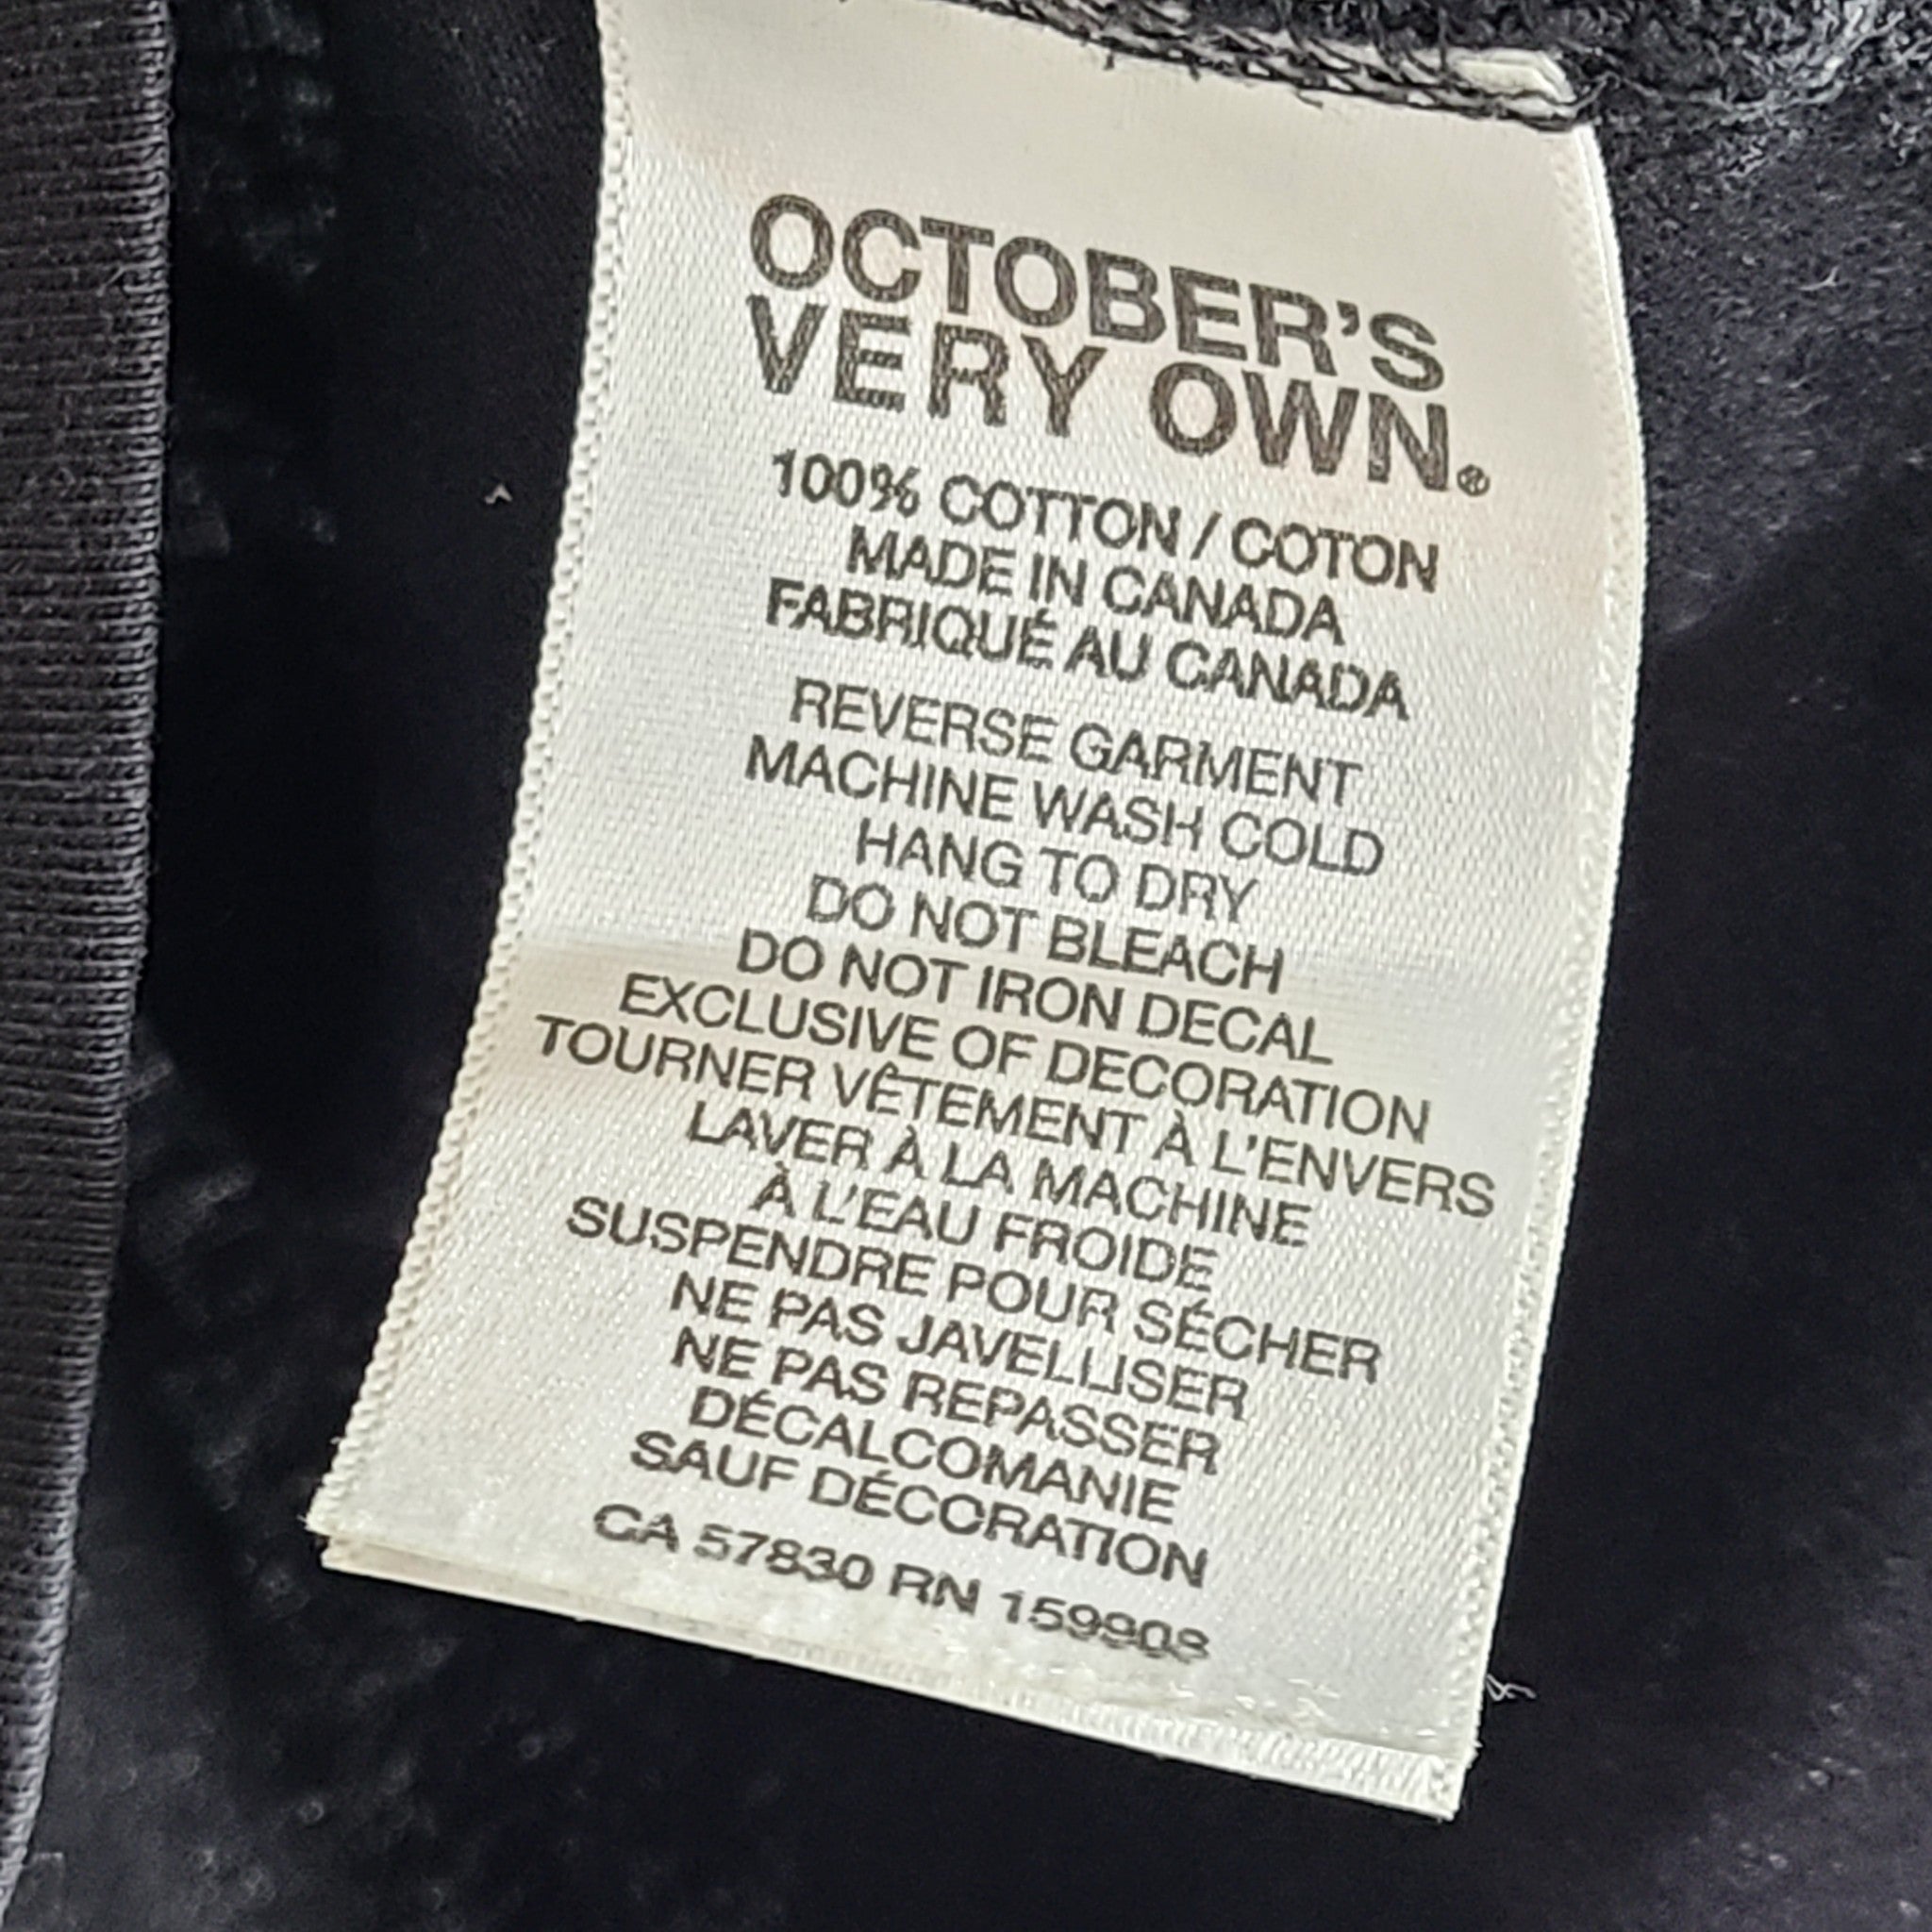 OCTOBER'S
VERY OWN.®
100% COTTON / COTON
MADE IN CANADA
FABRIQUÉ AU CANADA
REVERSE GARMENT
MACHINE WASH COLD
HANG TO DRY
DO NOT BLEACH
DO NOT IRON DECAL
EXCLUSIVE OF DECORATION
TOURNER VÊTEMENT À L'ENVERS
LAVER À LA MACHINE
À L'EAU FROIDE
SUSPENDRE POUR SÉCHER
NE PAS JAVELLISER
NE PAS REPASSER
DÉCALCOMANIE
SAUF DÉCORATION
CA 57830 RN 159908